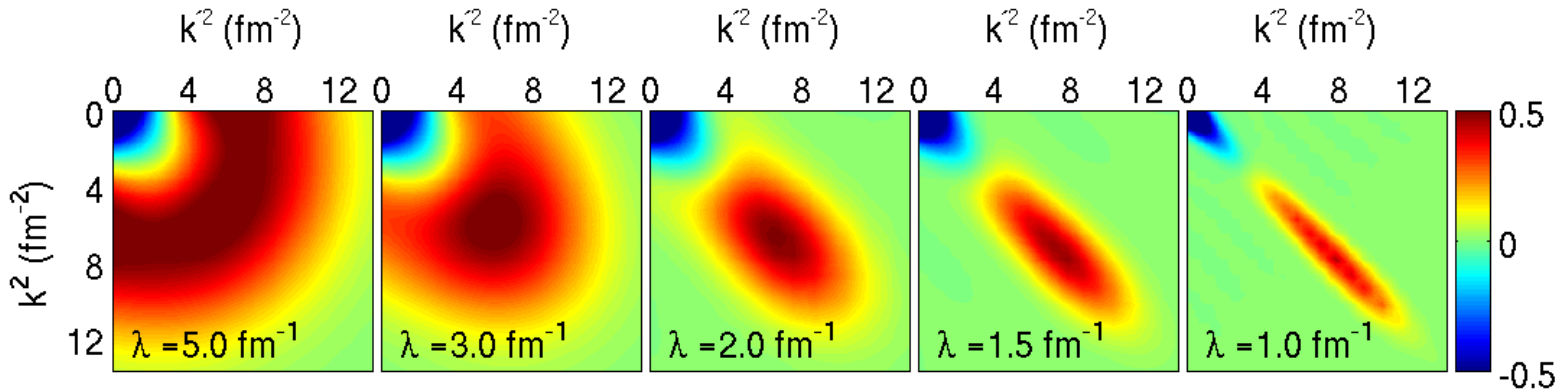 k´² (fm⁻²) k´² (fm⁻²) k´² (fm⁻²) k´² (fm⁻²) k´² (fm⁻²)
0 4 8 12 0 4 8 12 0 4 8 12 0 4 8 12 0 4 8 12
0
4
8
12
k² (fm⁻²)
λ =5.0 fm⁻¹ λ =3.0 fm⁻¹ λ =2.0 fm⁻¹ λ =1.5 fm⁻¹ λ =1.0 fm⁻¹
0.5
0
-0.5